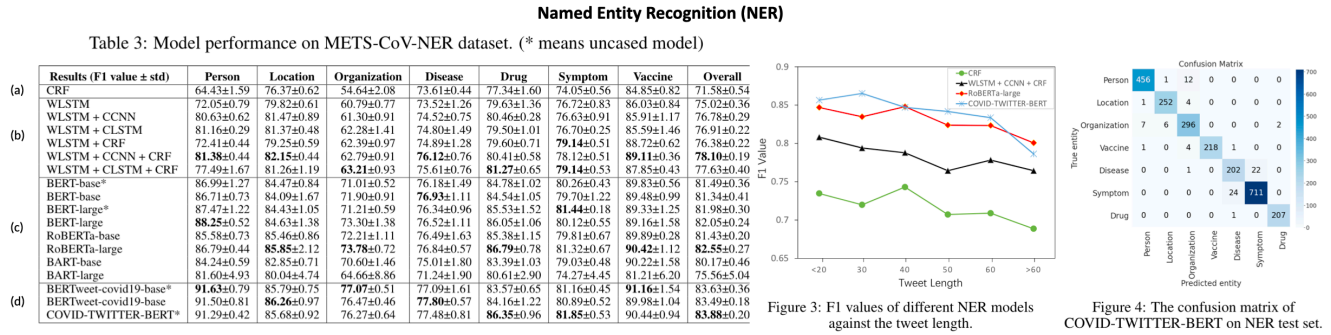 Named Entity Recognition (NER)
Table 3: Model performance on METS-CoV-NER dataset. (* means uncased model)
Results (F1 value ± std) Person Location Organization Disease Drug Symptom Vaccine Overall
(a) CRF 64.43±1.59 76.37±0.62 54.64±2.08 73.61±0.44 77.34±1.60 74.05±0.56 84.85±0.82 71.58±0.54
WLSTM 72.05±0.79 79.82±0.61 60.79±0.77 73.52±1.26 79.63±1.36 76.72±0.83 86.03±0.84 75.02±0.36
WLSTM + CCNN 80.63±0.62 81.47±0.89 61.30±0.91 74.52±0.75 80.46±0.28 76.63±0.91 85.91±1.17 76.78±0.29
(b) WLSTM + CLSTM 81.16±0.29 81.37±0.48 62.28±1.41 74.80±1.49 79.50±1.01 76.70±0.25 85.59±1.46 76.91±0.22
WLSTM + CRF 72.41±0.44 79.25±0.59 62.39±0.97 74.89±1.28 79.60±0.71 79.14±0.51 88.72±0.62 76.38±0.22
WLSTM + CCNN + CRF 81.38±0.44 82.15±0.44 62.79±0.91 76.12±0.76 80.41±0.58 78.12±0.51 89.11±0.36 78.10±0.19
WLSTM + CLSTM + CRF 77.49±1.67 81.26±1.19 63.21±0.93 75.61±0.76 81.27±0.65 79.14±0.53 87.85±0.43 77.63±0.40
BERT-base* 86.99±1.27 84.47±0.84 71.01±0.52 76.18±1.49 84.78±1.02 80.26±0.43 89.83±0.56 81.49±0.36
BERT-base 86.71±0.73 84.09±1.67 71.90±0.91 76.93±1.11 84.54±1.05 79.70±1.22 89.48±0.99 81.34±0.41
BERT-large* 87.47±1.22 84.43±1.05 71.21±0.59 76.34±0.96 85.53±1.52 81.44±0.18 89.33±1.25 81.98±0.30
BERT-large 88.25±0.52 84.63±1.38 73.30±1.38 76.52±1.11 86.05±1.06 80.12±0.55 89.16±1.58 82.05±0.24
(c) RoBERTa-base 85.58±0.73 85.46±0.86 72.21±1.11 76.49±1.63 85.38±1.15 79.81±0.67 89.89±0.28 81.43±0.20
RoBERTa-large 86.79±0.44 85.85±2.12 73.78±0.72 76.84±0.57 86.79±0.78 81.32±0.67 90.42±1.12 82.55±0.27
BART-base 84.24±0.59 82.85±0.71 70.60±1.46 75.01±1.80 83.39±1.03 79.03±0.48 90.22±1.58 80.17±0.46
BART-large 81.60±4.93 80.04±4.74 64.66±8.86 71.24±1.90 80.61±2.90 74.27±4.45 81.21±6.20 75.56±5.04
BERTweet-covid19-base* 91.63±0.79 85.79±0.75 77.07±0.51 77.09±1.61 83.57±0.65 81.16±0.45 91.16±1.54 83.63±0.36
(d) BERTweet-covid19-base 91.50±0.81 86.26±0.97 76.47±0.46 77.80±0.57 84.16±1.22 80.89±0.52 89.98±1.04 83.49±0.18
COVID-TWITTER-BERT* 91.29±0.42 85.68±0.92 76.27±0.64 77.48±0.81 86.35±0.96 81.85±0.53 90.44±0.94 83.88±0.20
0.9
0.85
0.8
0.75
0.7
0.65
F1 Value
CRF
WLSTM + CCNN + CRF
RoBERTa-large
COVID-TWITTER-BERT
<20 30 40 50 60 >60
Tweet Length
Figure 3: F1 values of different NER models
against the tweet length.
Confusion Matrix
True entity
Person 456 1 12 0 0 0 0
Location 1 252 4 0 0 0 0
Organization 7 6 296 0 0 0 2
Vaccine 1 0 4 218 1 0 0
Disease 0 0 1 0 202 22 0
Symptom 0 0 0 0 24 711 0
Drug 0 0 0 0 1 0 207
Person Location Organization Vaccine Disease Symptom Drug
Predicted entity
700
600
500
400
300
200
100
0
Figure 4: The confusion matrix of
COVID-TWITTER-BERT on NER test set.